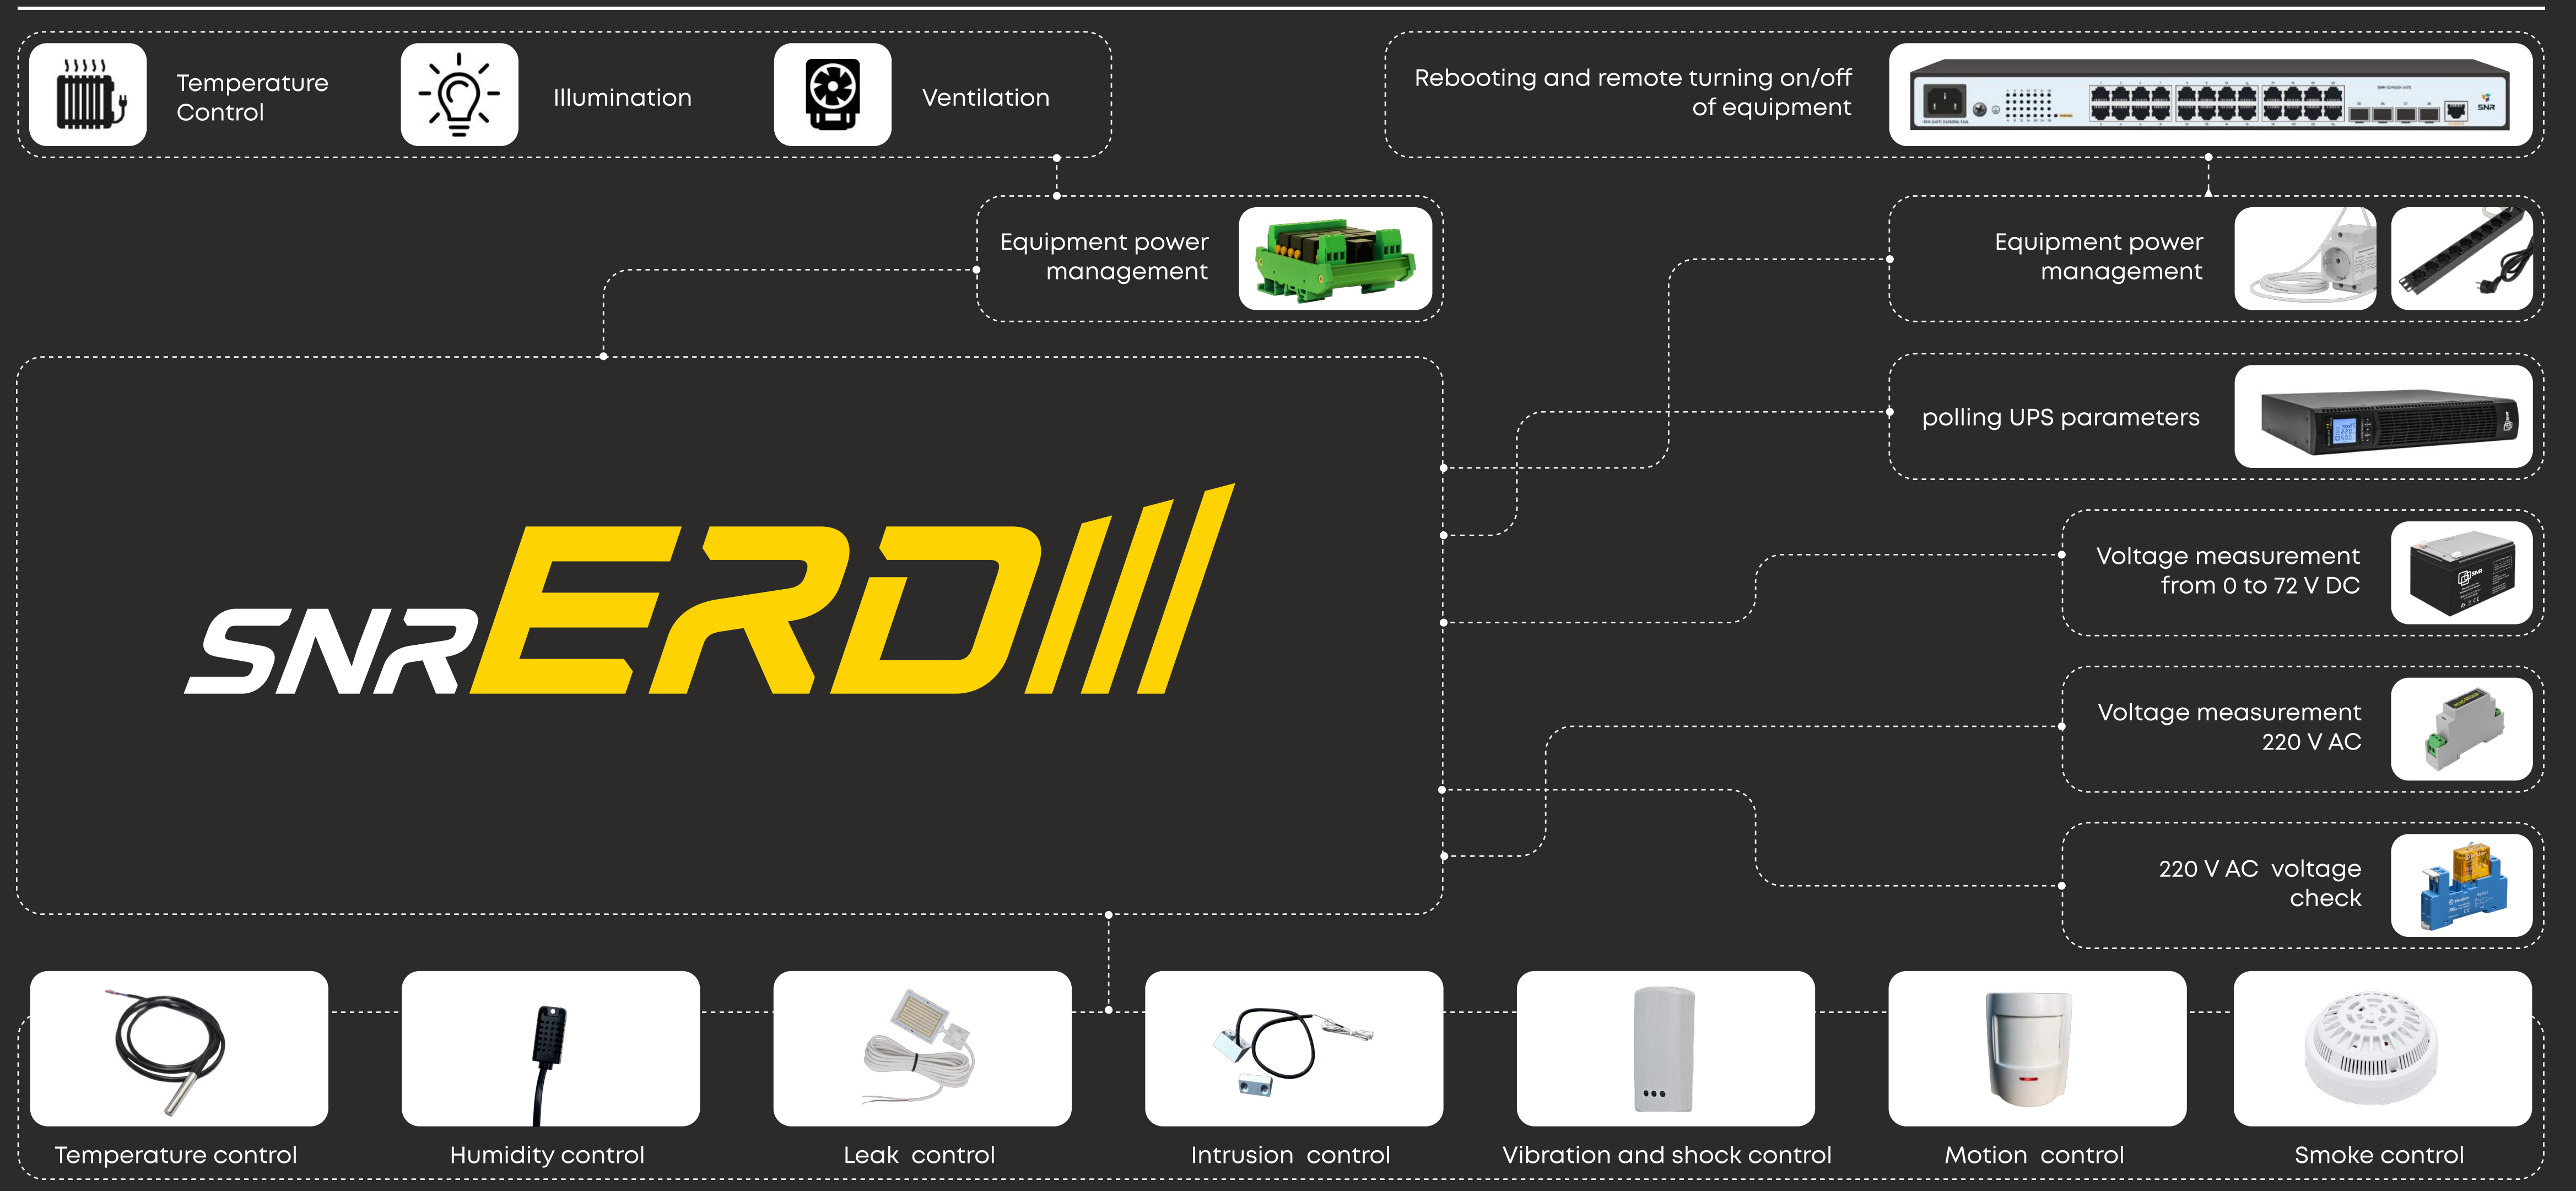 Temperature
Control
Illumination
Ventilation
Rebooting and remote turning on/off
of equipment
SNR
Equipment power
management
Equipment power
management
polling UPS parameters
SNR ERD
Voltage measurement
from 0 to 72 V DC
SNR
Voltage measurement
220 V AC
220 V AC voltage
check
Temperature control
Humidity control
Leak control
Intrusion control
Vibration and shock control
Motion control
Smoke control